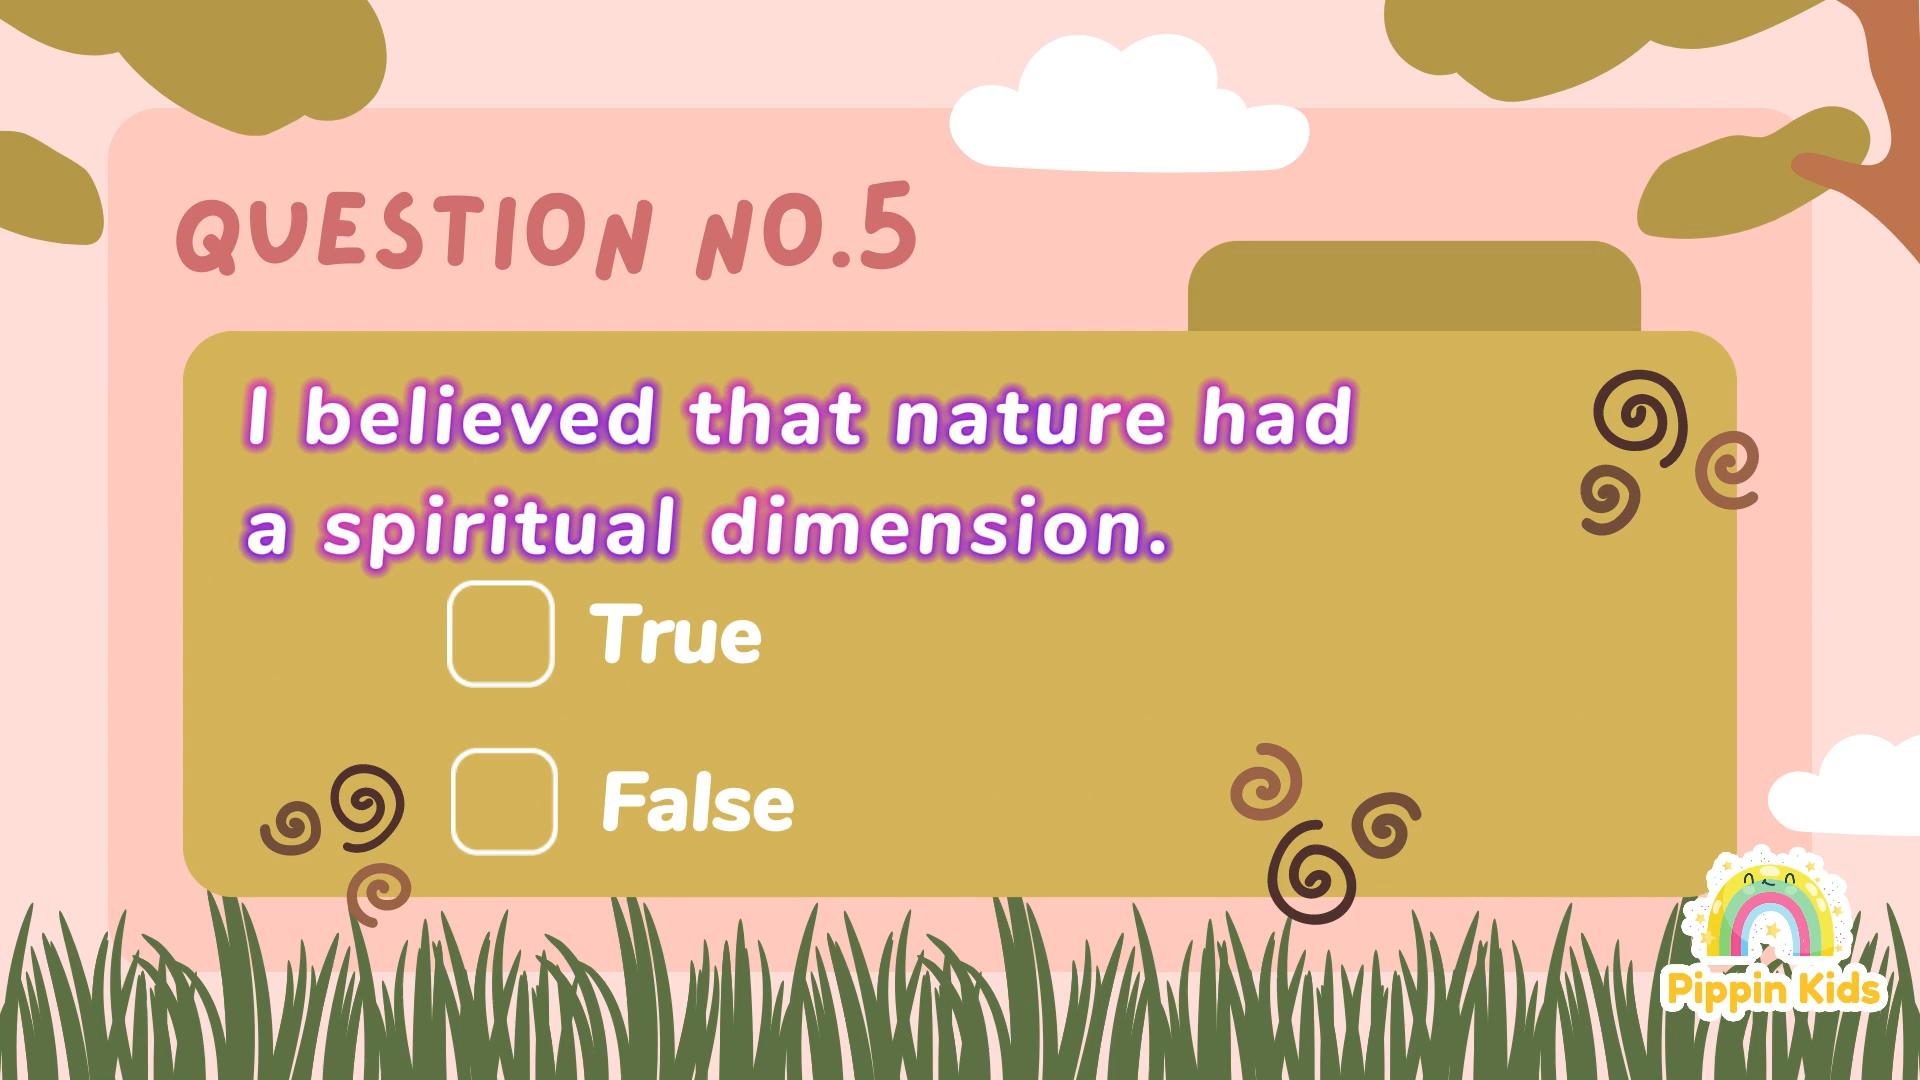 QUESTION NO.5
I believed that nature had
a spiritual dimension.
True
False
Pippin Kids